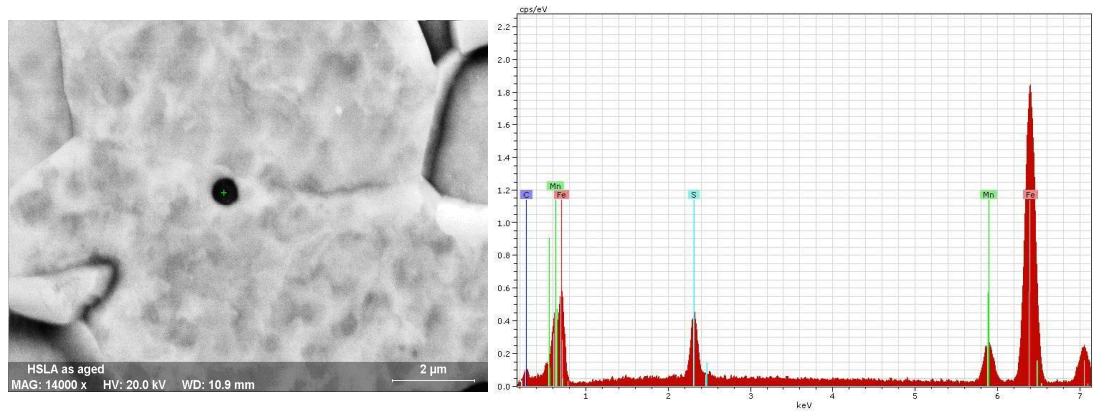 HSLA as aged
2 µm
MAG: 14000 x HV: 20.0 kV WD: 10.9 mm
cps/eV
2.2
2.0
1.8
1.6
1.4
1.2
1.0
0.8
0.6
0.4
0.2
0.0
C
Mn
Fe
S
Mn
Fe
1 2 3 4 5 6 7
keV